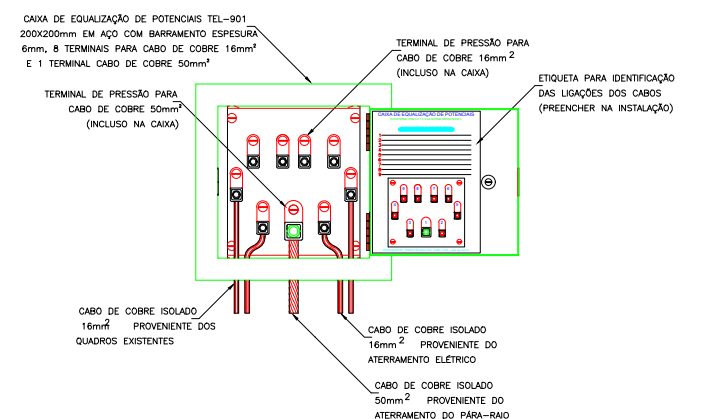 CAIXA DE EQUALIZAÇÃO DE POTENCIAIS TEL-901
200X200mm EM AÇO COM BARRAMENTO ESPESURA
6mm, 8 TERMINAIS PARA CABO DE COBRE 16mm²
E 1 TERMINAL CABO DE COBRE 50mm²
TERMINAL DE PRESSÃO PARA
CABO DE COBRE 16mm²
(INCLUSO NA CAIXA)
ETIQUETA PARA IDENTIFICAÇÃO
DAS LIGAÇÕES DOS CABOS
(PREENCHER NA INSTALAÇÃO)
TERMINAL DE PRESSÃO PARA
CABO DE COBRE 50mm²
(INCLUSO NA CAIXA)
CAIXA DE EQUALIZAÇÃO DE POTENCIAIS
CABO DE COBRE ISOLADO
16mm² PROVENIENTE DOS
QUADROS EXISTENTES
CABO DE COBRE ISOLADO
16mm² PROVENIENTE DO
ATERRAMENTO ELÉTRICO
CABO DE COBRE ISOLADO
50mm² PROVENIENTE DO
ATERRAMENTO DO PÁRA-RAIO